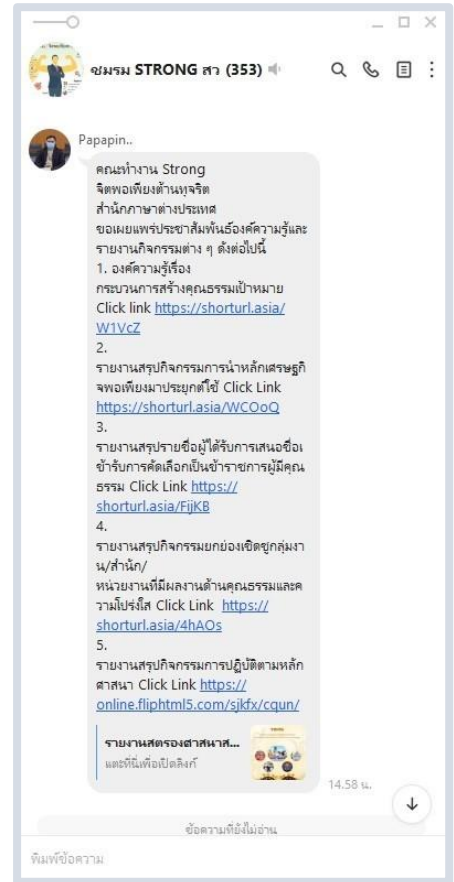 ชมรม STRONG สว (353)
Papapin..
คณะทำงาน Strong
จิตพอเพียงต้านทุจริต
สำนักภาษาต่างประเทศ
ขอเผยแพร่ประชาสัมพันธ์องค์ความรู้และ
รายงานกิจกรรมต่าง ๆ ดังต่อไปนี้
1. องค์ความรู้เรื่อง
กระบวนการสร้างคุณธรรมเป้าหมาย
Click link https://shorturl.asia/
W1VcZ
2.
รายงานสรุปกิจกรรมการนำหลักเศรษฐกิ
จพอเพียงมาประยุกต์ใช้ Click Link
https://shorturl.asia/WCOoQ
3.
รายงานสรุปรายชื่อผู้ได้รับการเสนอชื่อเ
ข้ารับการคัดเลือกเป็นข้าราชการผู้มีคุณ
ธรรม Click Link https://
shorturl.asia/FijKB
4.
รายงานสรุปกิจกรรมยกย่องเชิดชูกลุ่มงา
น/สำนัก/
หน่วยงานที่มีผลงานด้านคุณธรรมและค
วามโปร่งใส Click Link https://
shorturl.asia/4hAOs
5.
รายงานสรุปกิจกรรมการปฏิบัติตามหลัก
ศาสนา Click Link https://
online.fliphtml5.com/sjkfx/cqun/
รายงานสตรองศาสนาส...
แตะที่นี่เพื่อเปิดลิงก์
14.58 น.
ข้อความที่ยังไม่อ่าน
พิมพ์ข้อความ